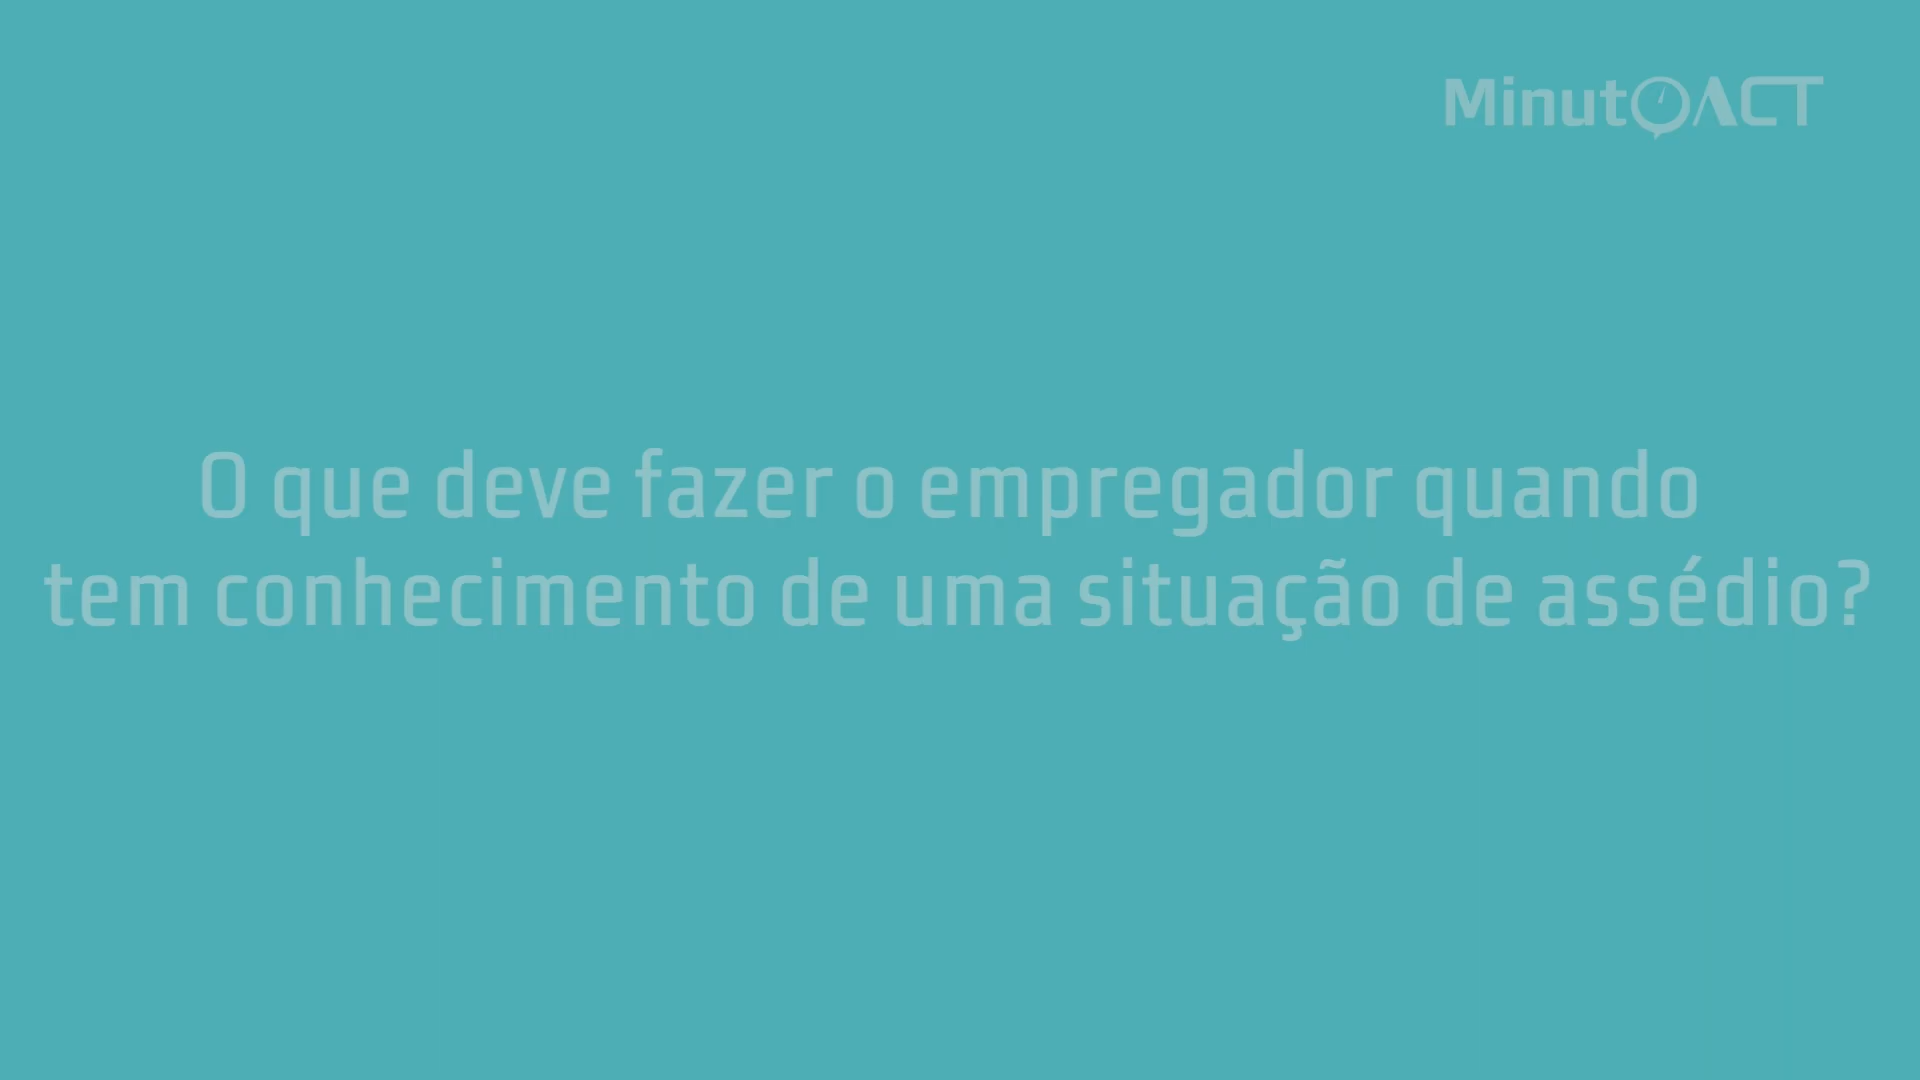 MinutOACT
O que deve fazer o empregador quando
tem conhecimento de uma situação de assédio?